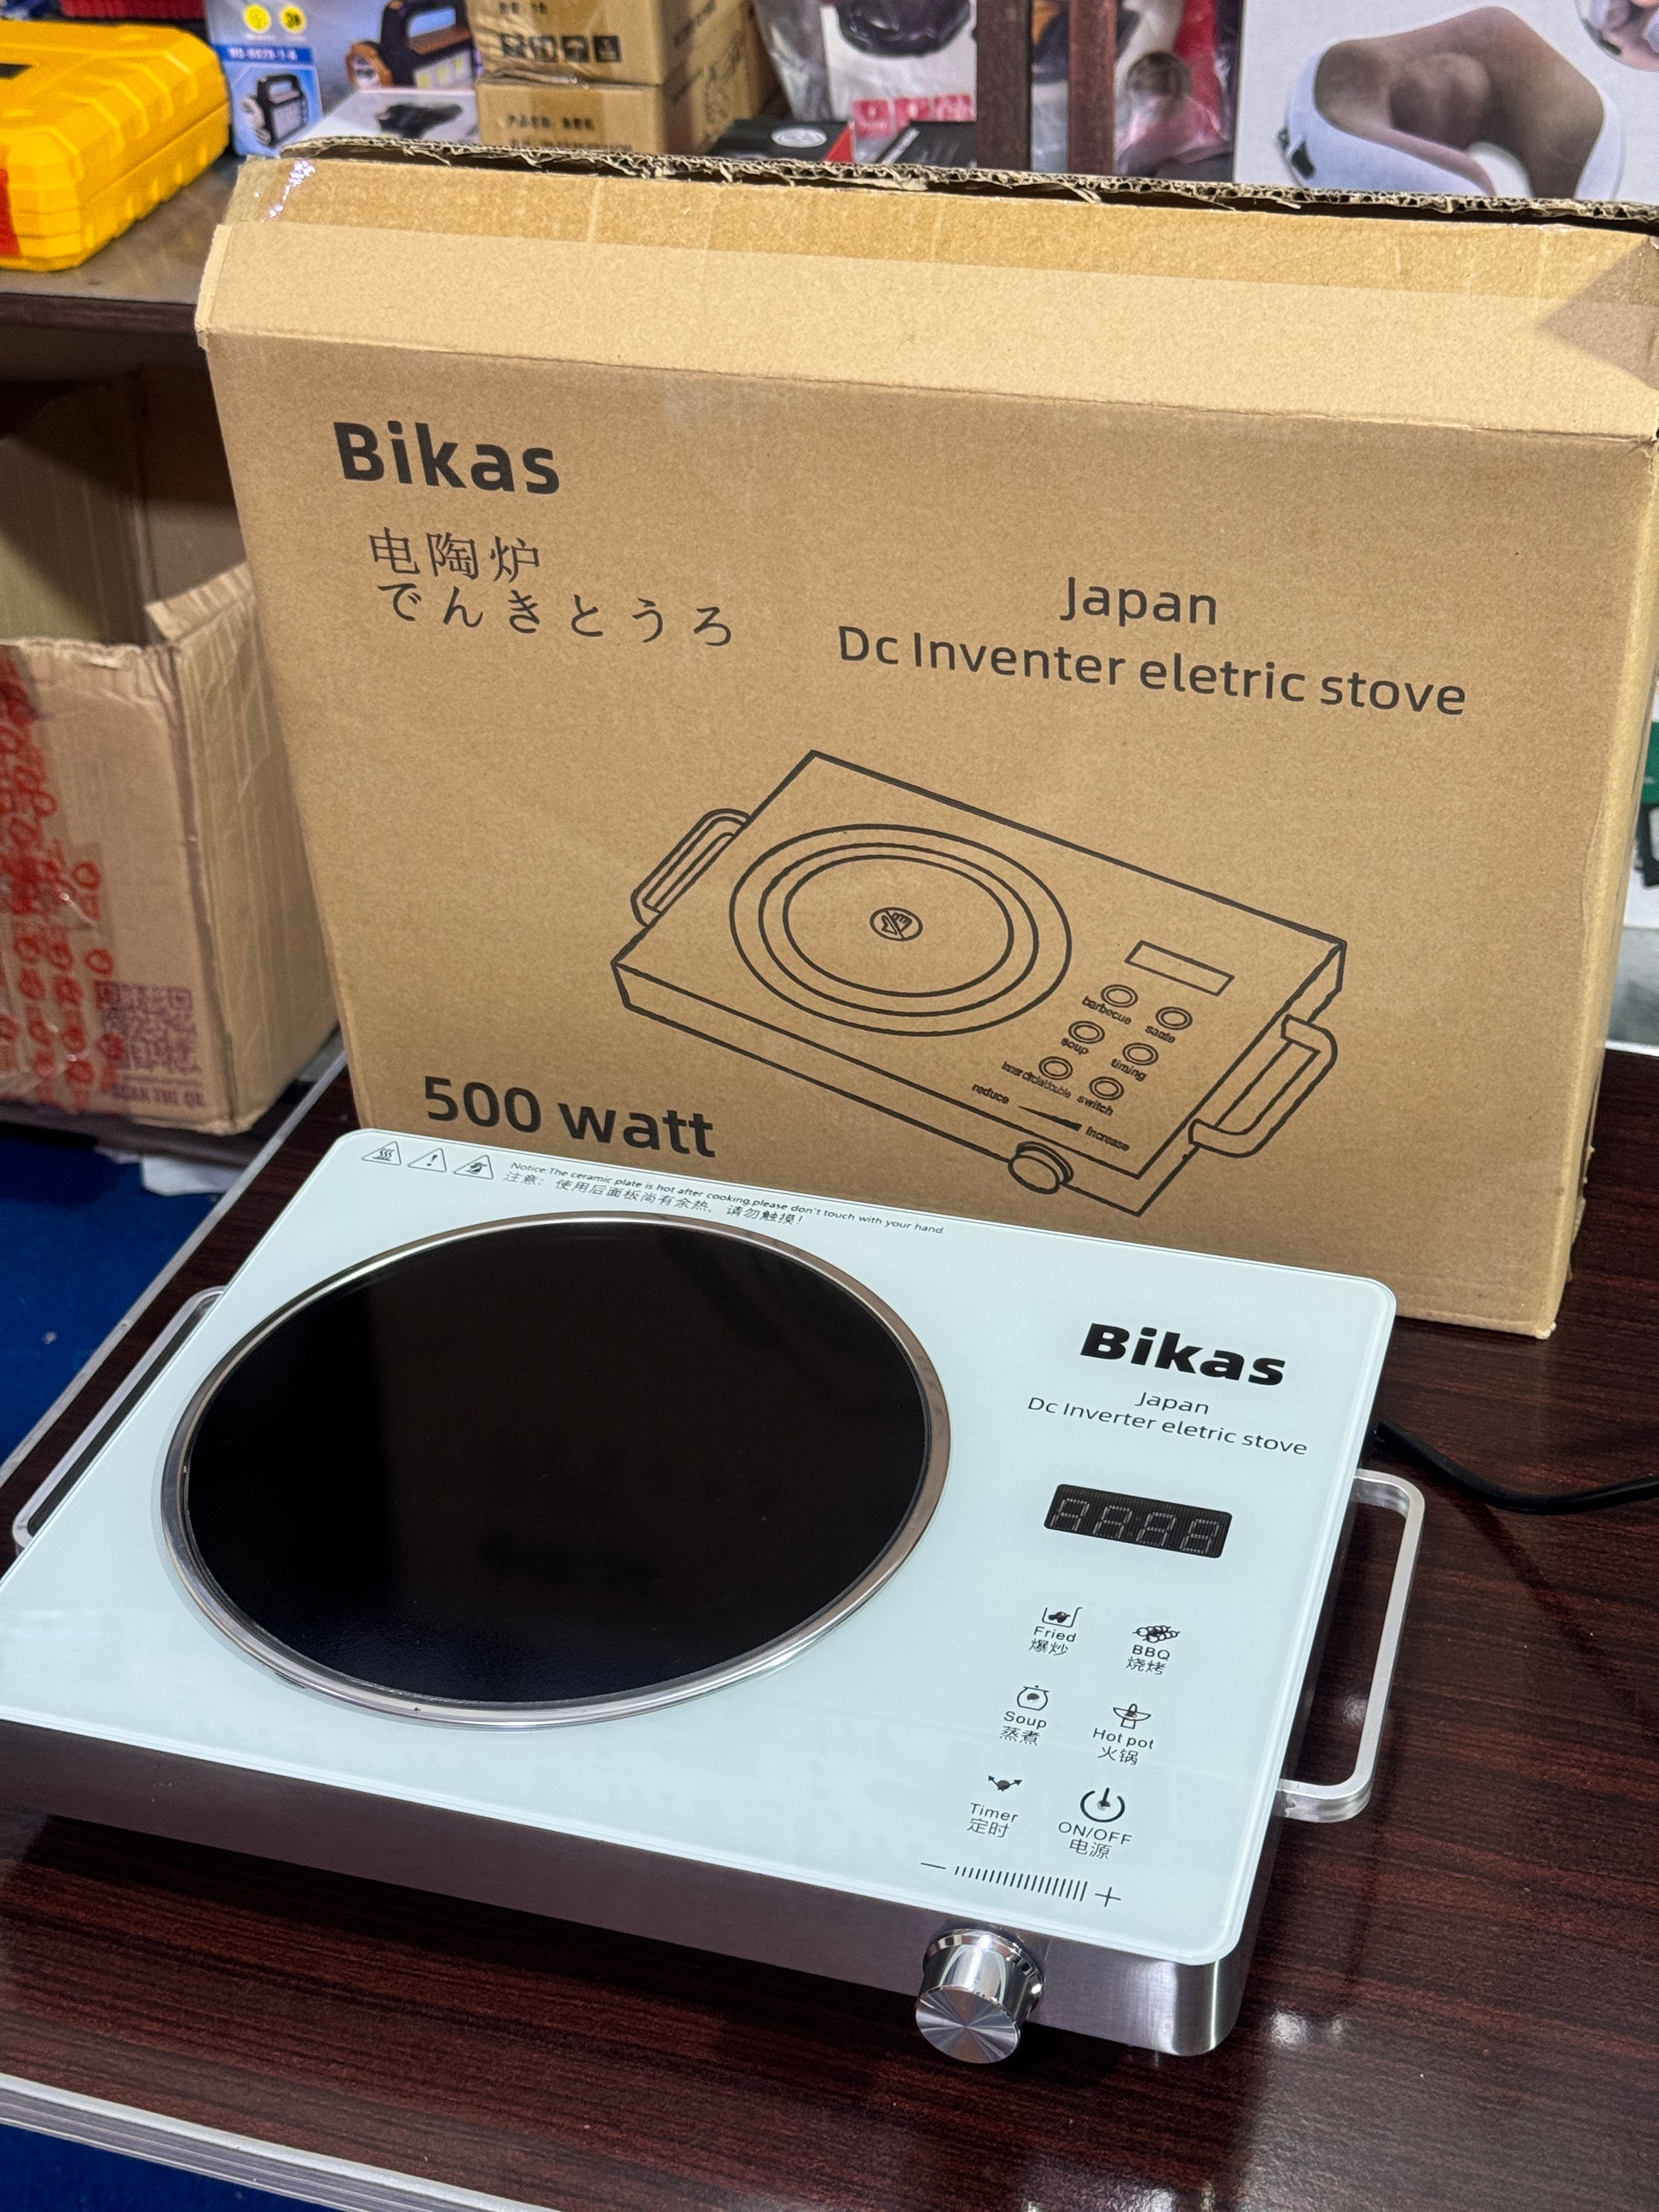 Bikas
电陶炉
でんきとうろ
Japan
Dc Inventer eletric stove
barbecue
saute
soup
timing
switch
reduce
Increase
500 watt
Notice:The ceramic plate is hot after cooking,please don't touch with your hand.
注意：使用后面板尚有余热，请勿触摸！
Bikas
Japan
Dc Inverter eletric stove
Fried
爆炒
BBQ
烧烤
Soup
蒸煮
Hot pot
火锅
Timer
定时
ON/OFF
电源
SCAN THE QR